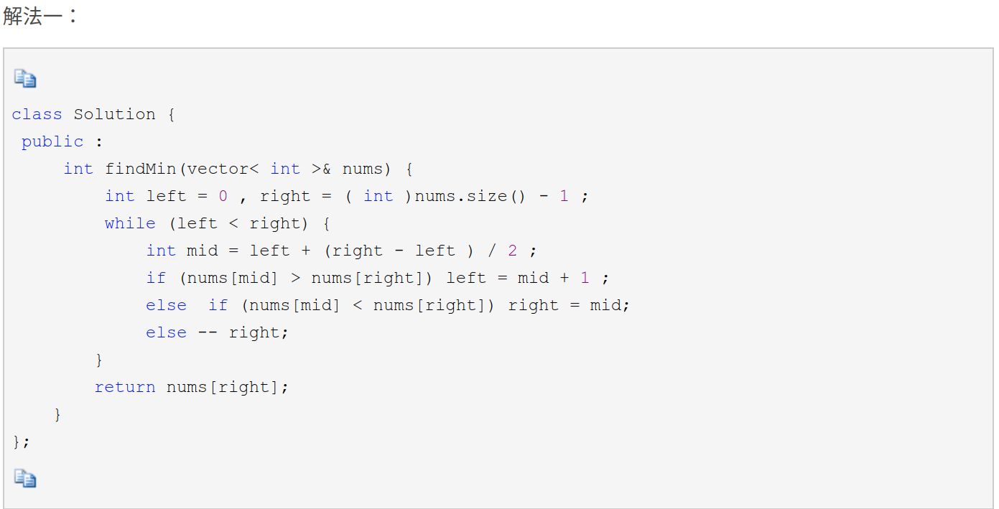 解法一：
class Solution {
public :
int findMin(vector< int >& nums) {
int left = 0 , right = ( int )nums.size() - 1 ;
while (left < right) {
int mid = left + (right - left ) / 2 ;
if (nums[mid] > nums[right]) left = mid + 1 ;
else  if (nums[mid] < nums[right]) right = mid;
else -- right;
}
return nums[right];
}
};